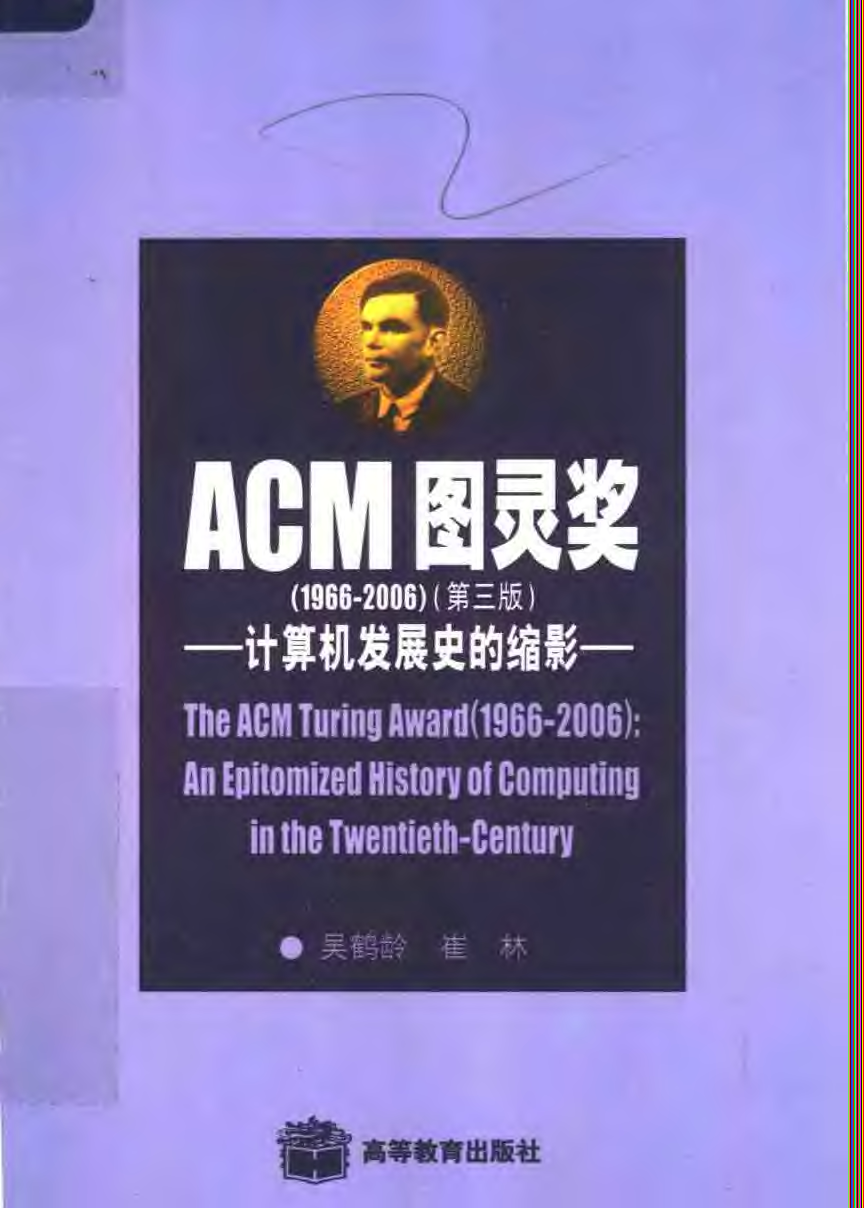 ACM 图灵奖
(1966-2006)(第三版)
——计算机发展史的缩影——
The ACM Turing Award(1966-2006):
An Epitomized History of Computing
in the Twentieth-Century
● 吴鹤龄 崔 林
高等教育出版社